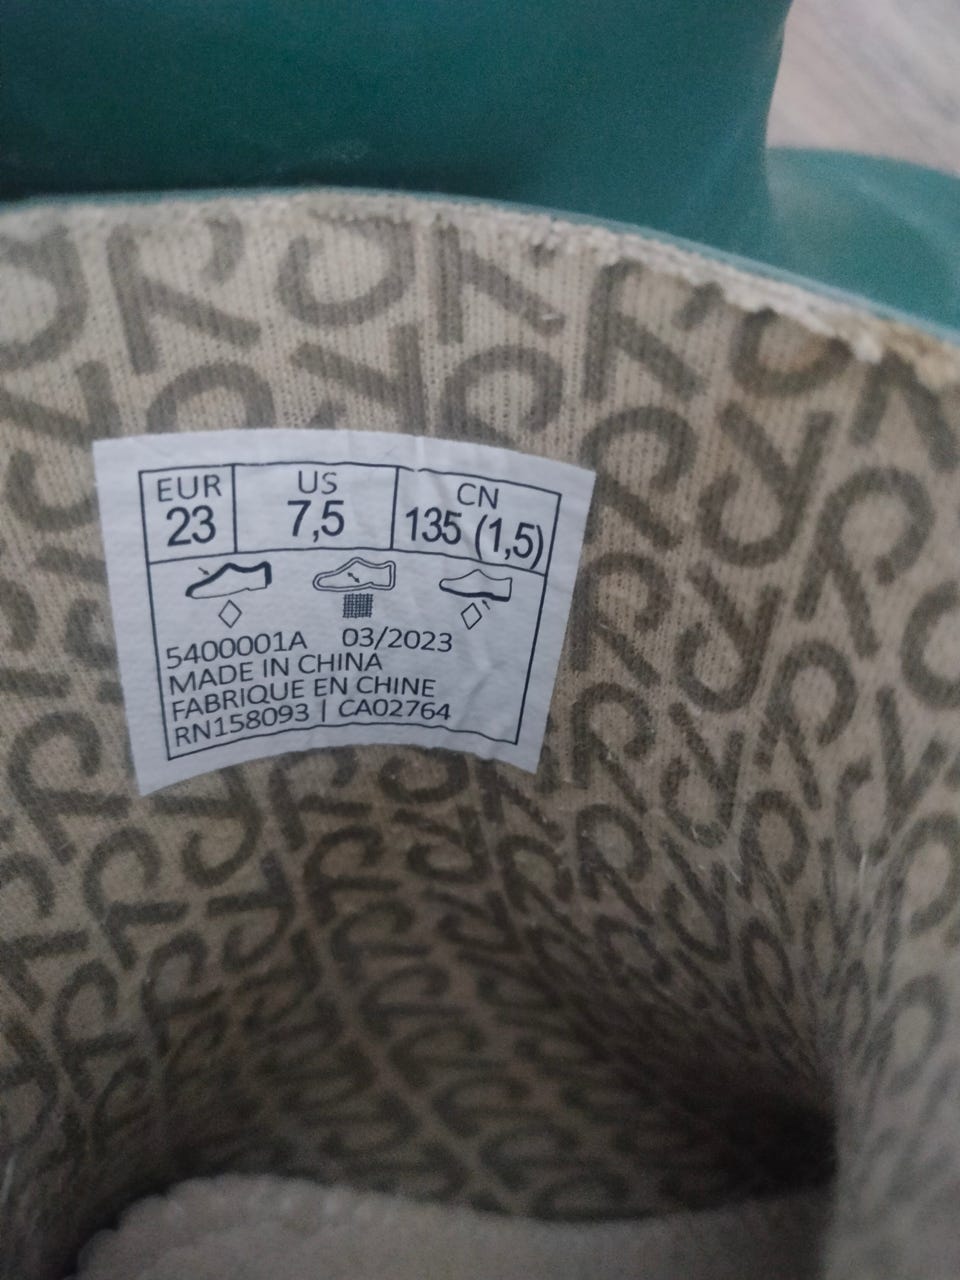 EUR US CN
23 7,5 135 (1,5)
5400001A 03/2023
MADE IN CHINA
FABRIQUE EN CHINE
RN158093 | CA02764